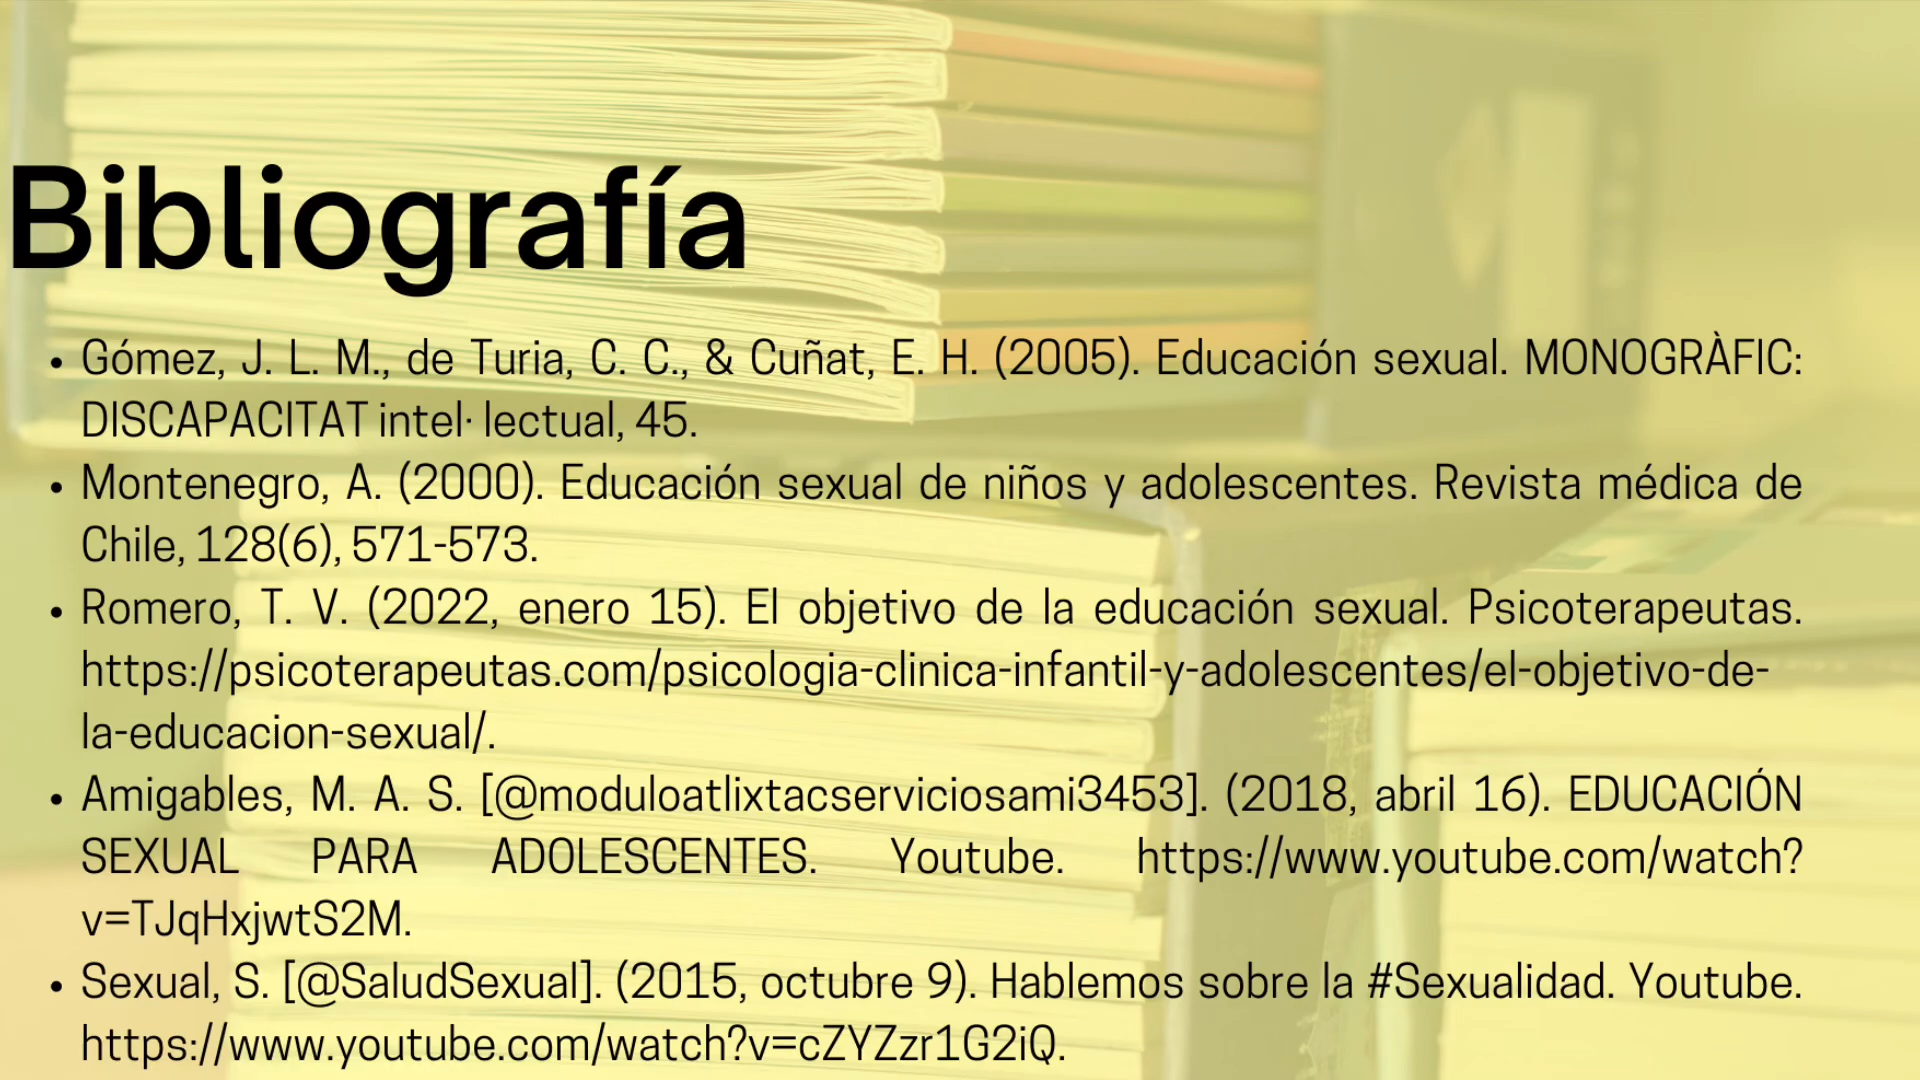 Bibliografía
• Gómez, J. L. M., de Turia, C. C., & Cuñat, E. H. (2005). Educación sexual. MONOGRÀFIC:
DISCAPACITAT intel· lectual, 45.
• Montenegro, A. (2000). Educación sexual de niños y adolescentes. Revista médica de
Chile, 128(6), 571-573.
• Romero, T. V. (2022, enero 15). El objetivo de la educación sexual. Psicoterapeutas.
https://psicoterapeutas.com/psicologia-clinica-infantil-y-adolescentes/el-objetivo-de-
la-educacion-sexual/.
• Amigables, M. A. S. [@moduloatlixtacserviciosami3453]. (2018, abril 16). EDUCACIÓN
SEXUAL PARA ADOLESCENTES. Youtube. https://www.youtube.com/watch?
v=TJqHxjwtS2M.
• Sexual, S. [@SaludSexual]. (2015, octubre 9). Hablemos sobre la #Sexualidad. Youtube.
https://www.youtube.com/watch?v=cZYZzr1G2iQ.